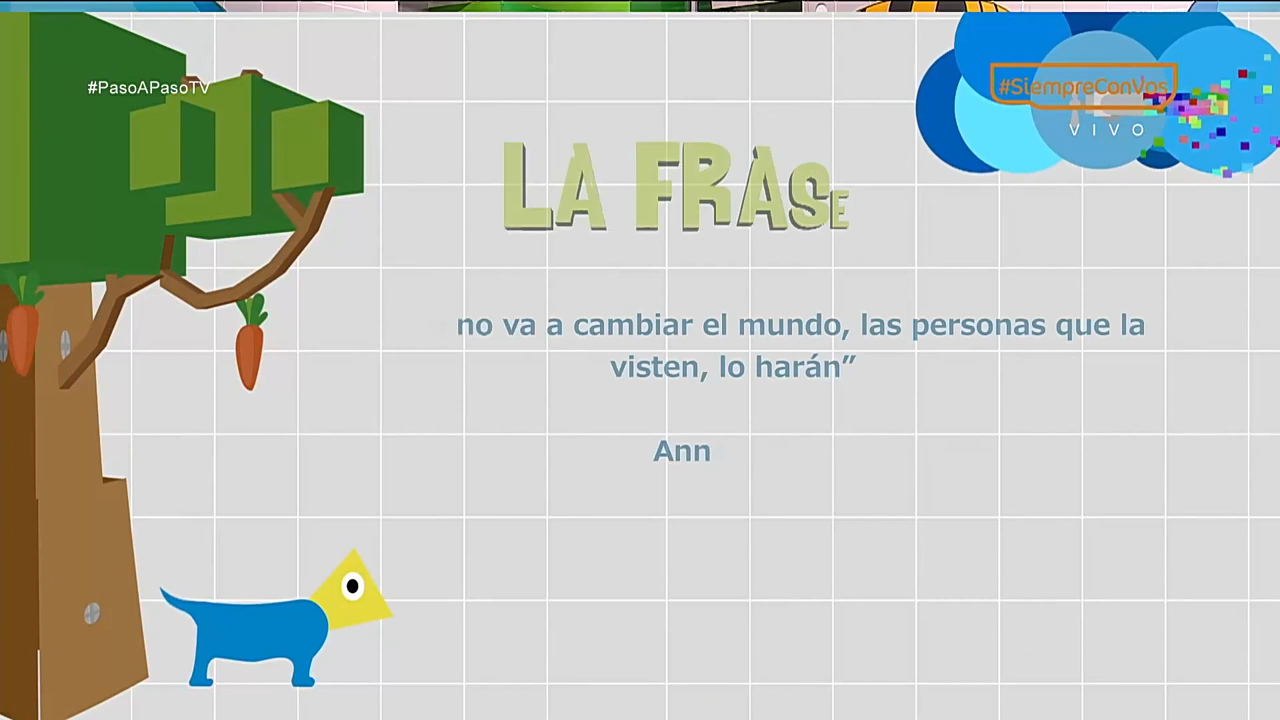 #PasoAPasoTV
#SiempreConVos
VIVO
LA FRASE
no va a cambiar el mundo, las personas que la
visten, lo harán”
Ann